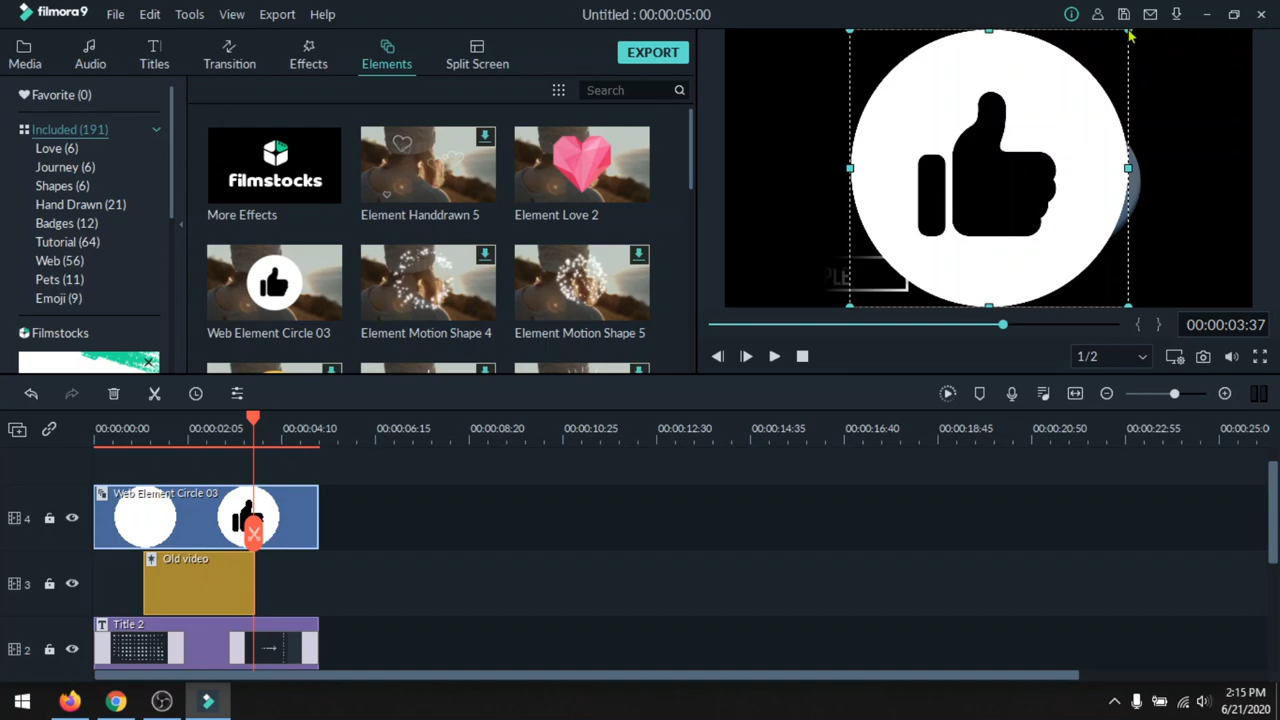 filmora9
File Edit Tools View Export Help
Untitled : 00:00:05:00
Media Audio Titles Transition Effects Elements Split Screen
EXPORT
Favorite (0)
Search
Included (191)
Love (6)
Journey (6)
Shapes (6)
Hand Drawn (21)
Badges (12)
Tutorial (64)
Web (56)
Pets (11)
Emoji (9)
Filmstocks
filmstocks
More Effects Element Handdrawn 5 Element Love 2
Web Element Circle 03 Element Motion Shape 4 Element Motion Shape 5
PLE
00:00:03:37
1/2
00:00:00:00 00:00:02:05 00:00:04:10 00:00:06:15 00:00:08:20 00:00:10:25 00:00:12:30 00:00:14:35 00:00:16:40 00:00:18:45 00:00:20:50 00:00:22:55 00:00:25:0
4 Web Element Circle 03
3 Old video
2 Title 2
2:15 PM
6/21/2020